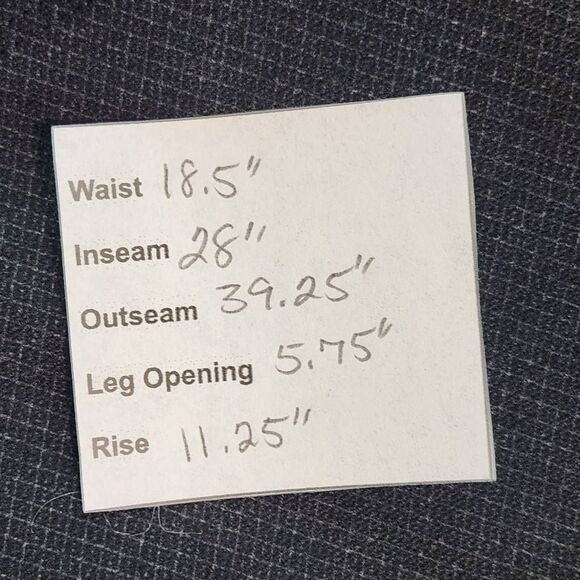 Waist 18.5"
Inseam 28"
Outseam 39.25"
Leg Opening 5.75"
Rise 11.25"